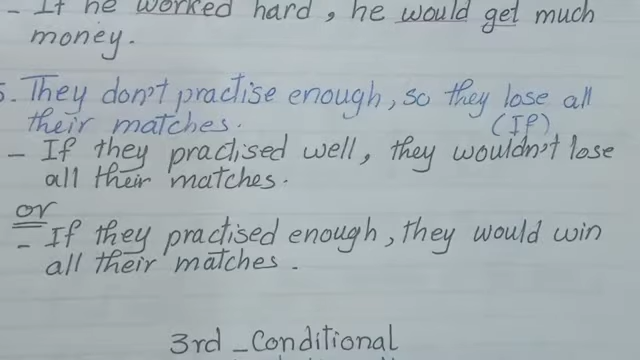 - If he worked hard, he would get much
money.
5. They don't practise enough, so they lose all
their matches. (If)
- If they practised well, they wouldn't lose
all their matches.
or
- If they practised enough, they would win
all their matches.
3rd - Conditional